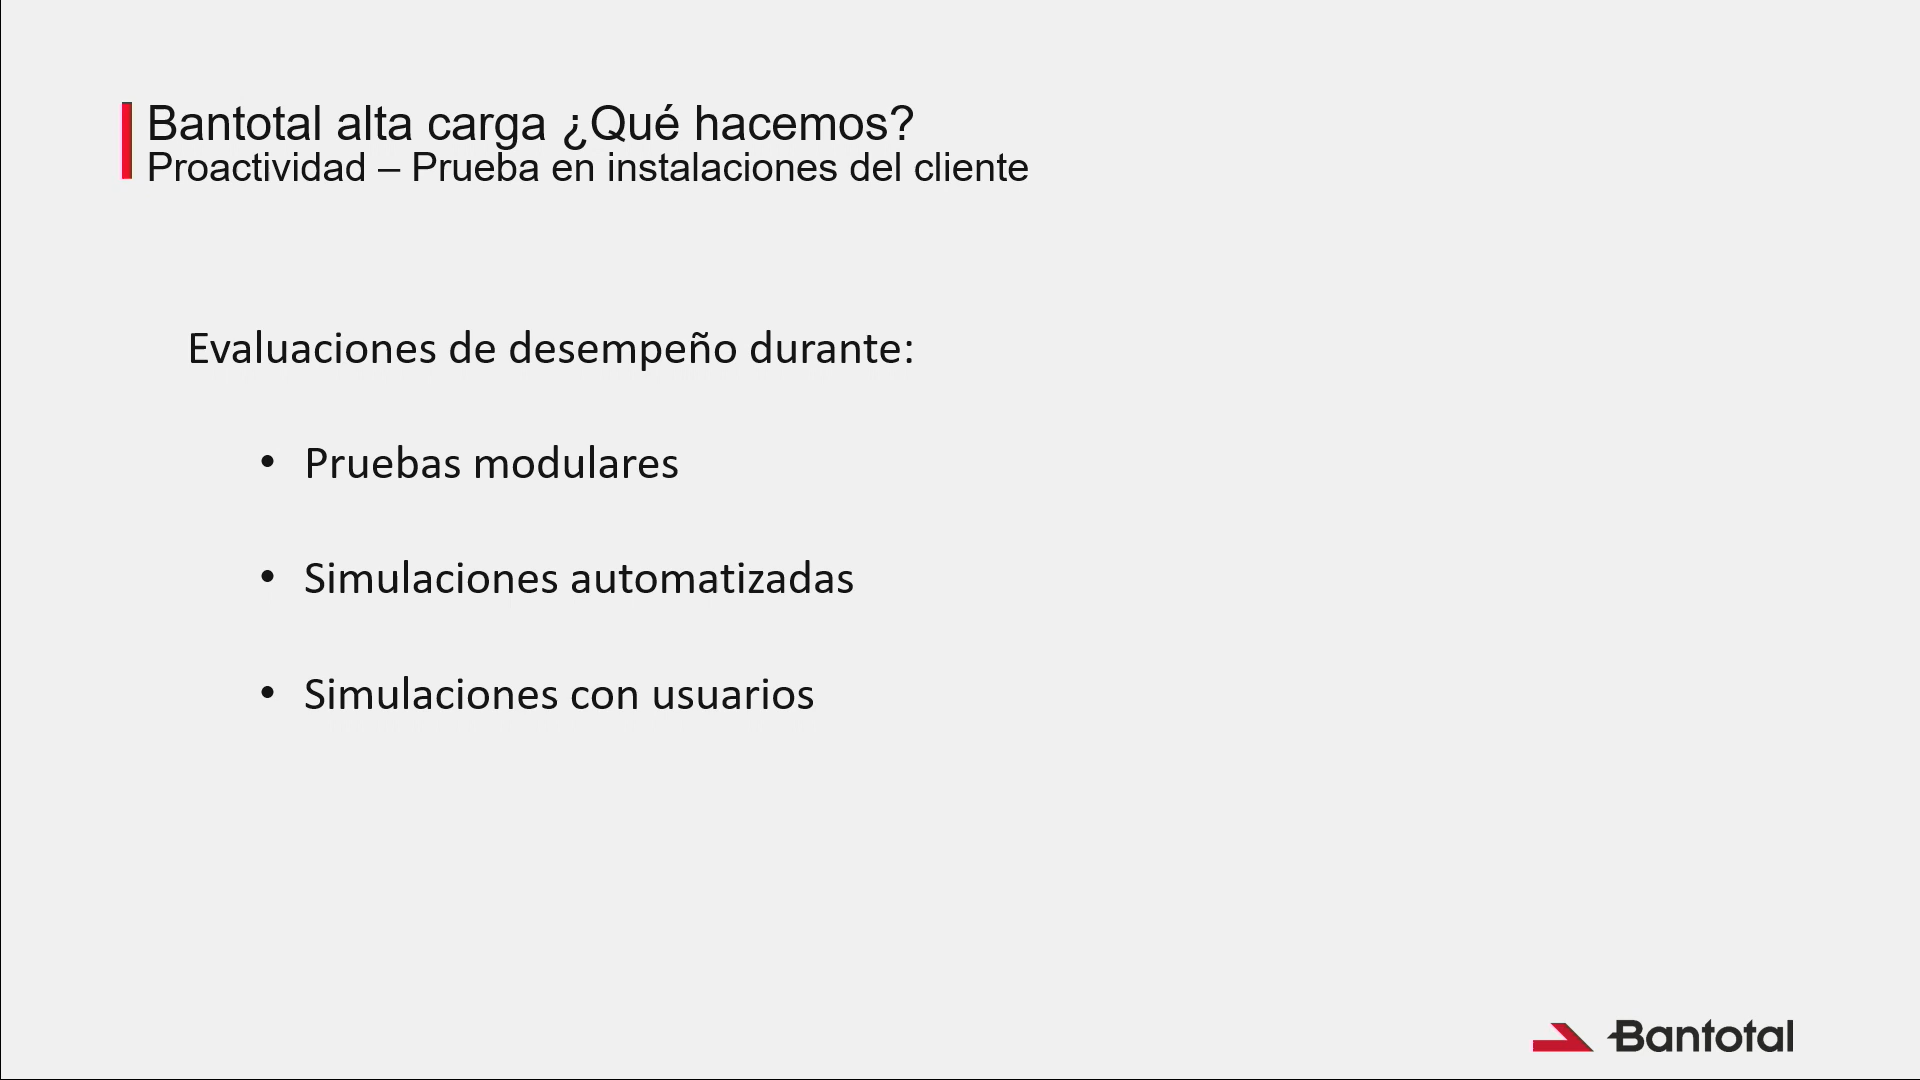 Bantotal alta carga ¿Qué hacemos?
Proactividad – Prueba en instalaciones del cliente
Evaluaciones de desempeño durante:
• Pruebas modulares
• Simulaciones automatizadas
• Simulaciones con usuarios
Bantotal